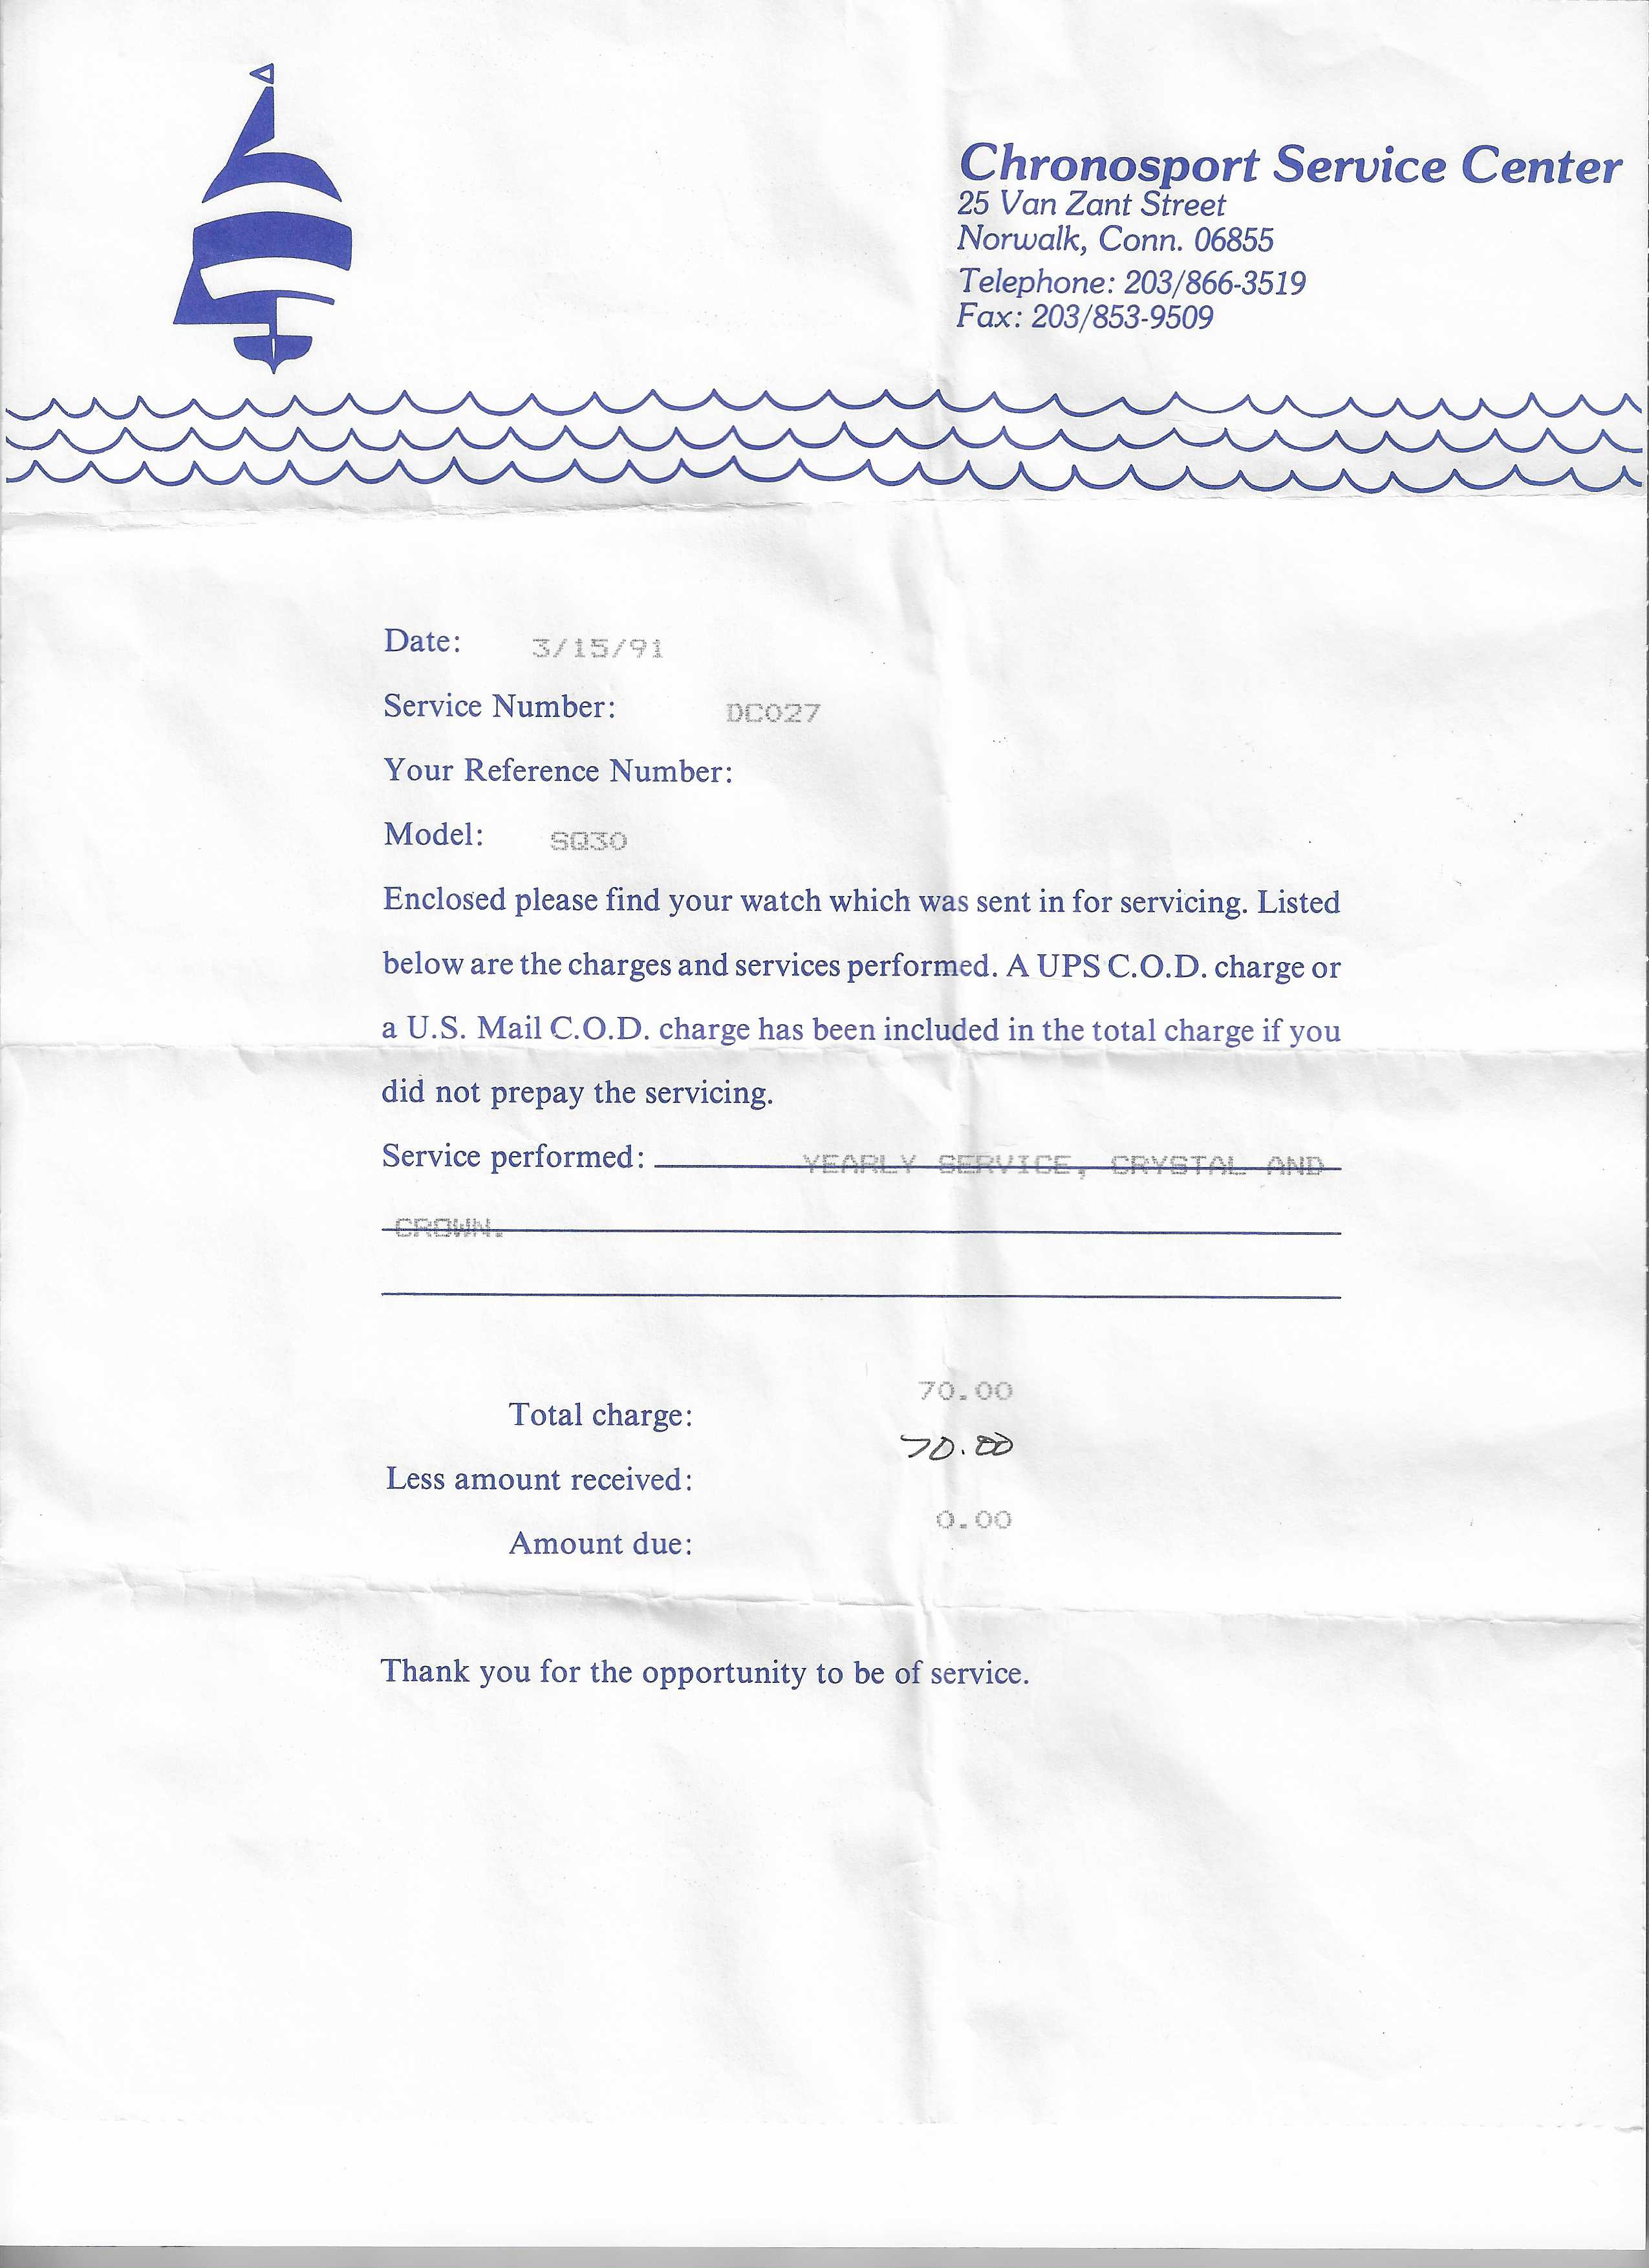 Chronosport Service Center
25 Van Zant Street
Norwalk, Conn. 06855
Telephone: 203/866-3519
Fax: 203/853-9509
Date: 3/15/91
Service Number: DC027
Your Reference Number:
Model: SQ30
Enclosed please find your watch which was sent in for servicing. Listed
below are the charges and services performed. A UPS C.O.D. charge or
a U.S. Mail C.O.D. charge has been included in the total charge if you
did not prepay the servicing.
Service performed: YEARLY SERVICE, CRYSTAL AND
CROWN.
Total charge: 70.00
Less amount received: 70.00
Amount due: 0.00
Thank you for the opportunity to be of service.